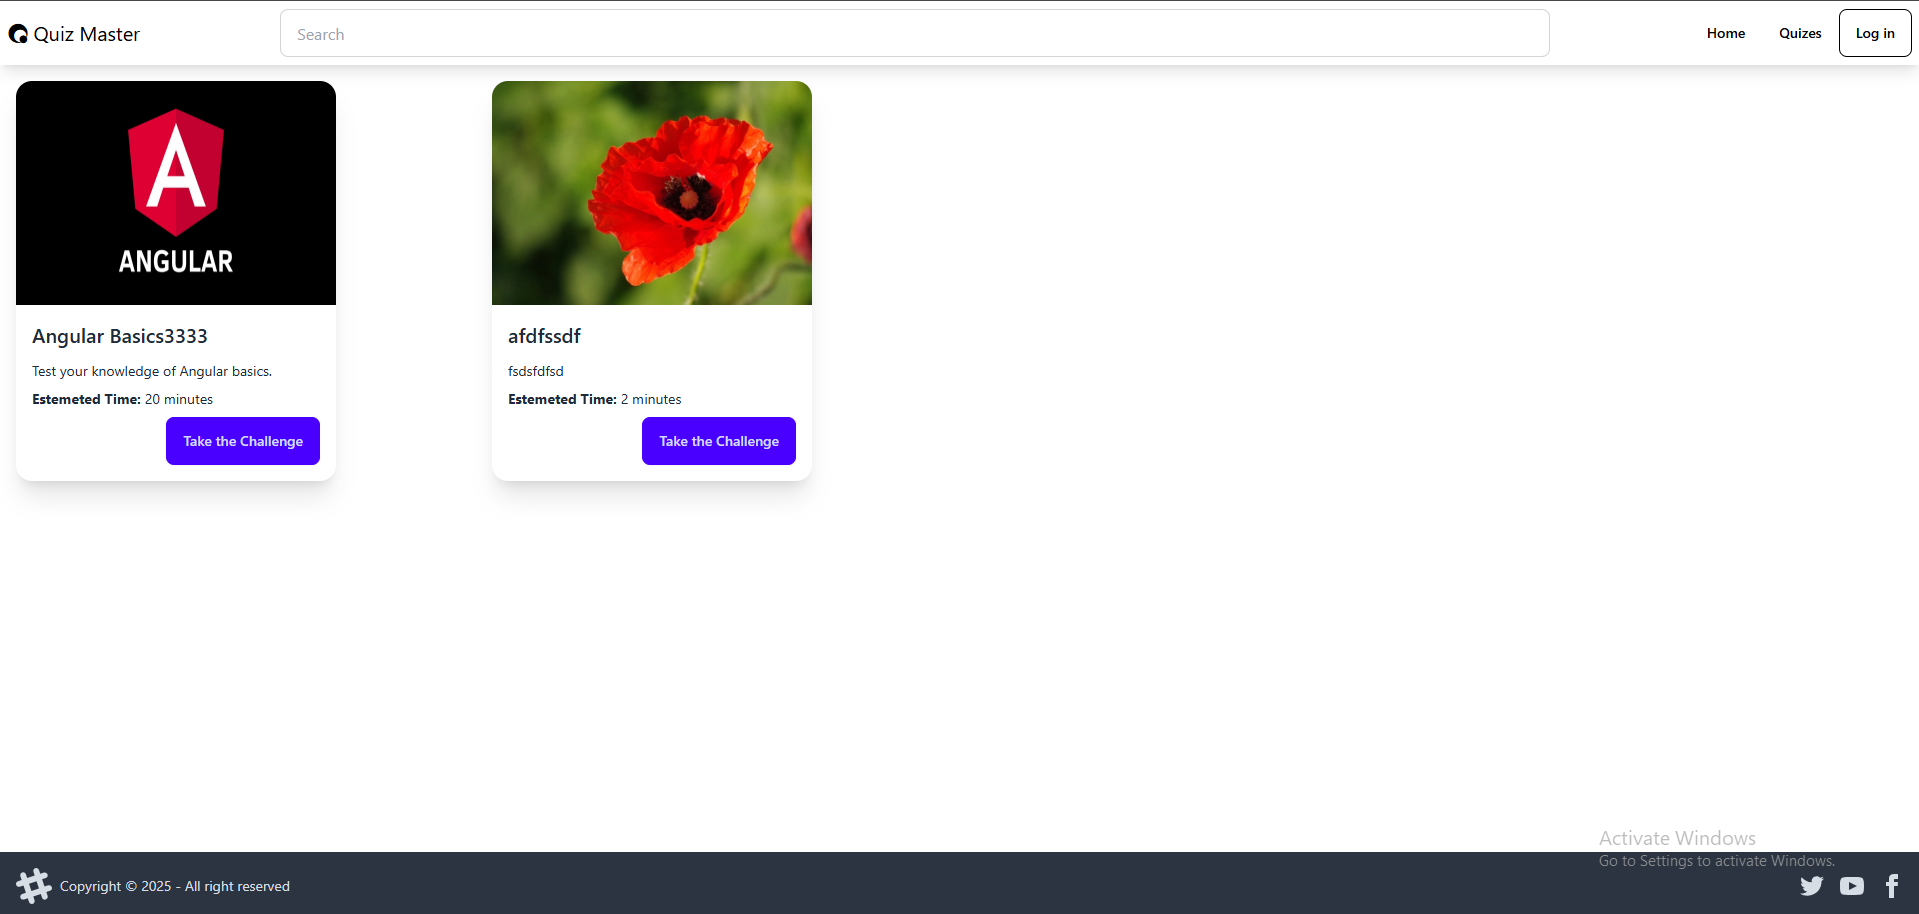 Quiz Master
Search
Home
Quizes
Log in
ANGULAR
Angular Basics3333
Test your knowledge of Angular basics.
Estemeted Time: 20 minutes
Take the Challenge
afdfssdf
fsdsfdfsd
Estemeted Time: 2 minutes
Take the Challenge
Activate Windows
Go to Settings to activate Windows.
Copyright © 2025 - All right reserved